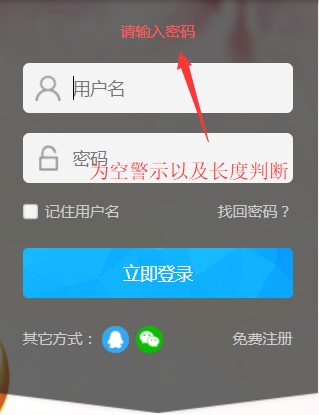 请输入密码
用户名
密码
为空警示以及长度判断
记住用户名 找回密码？
立即登录
其它方式： 免费注册